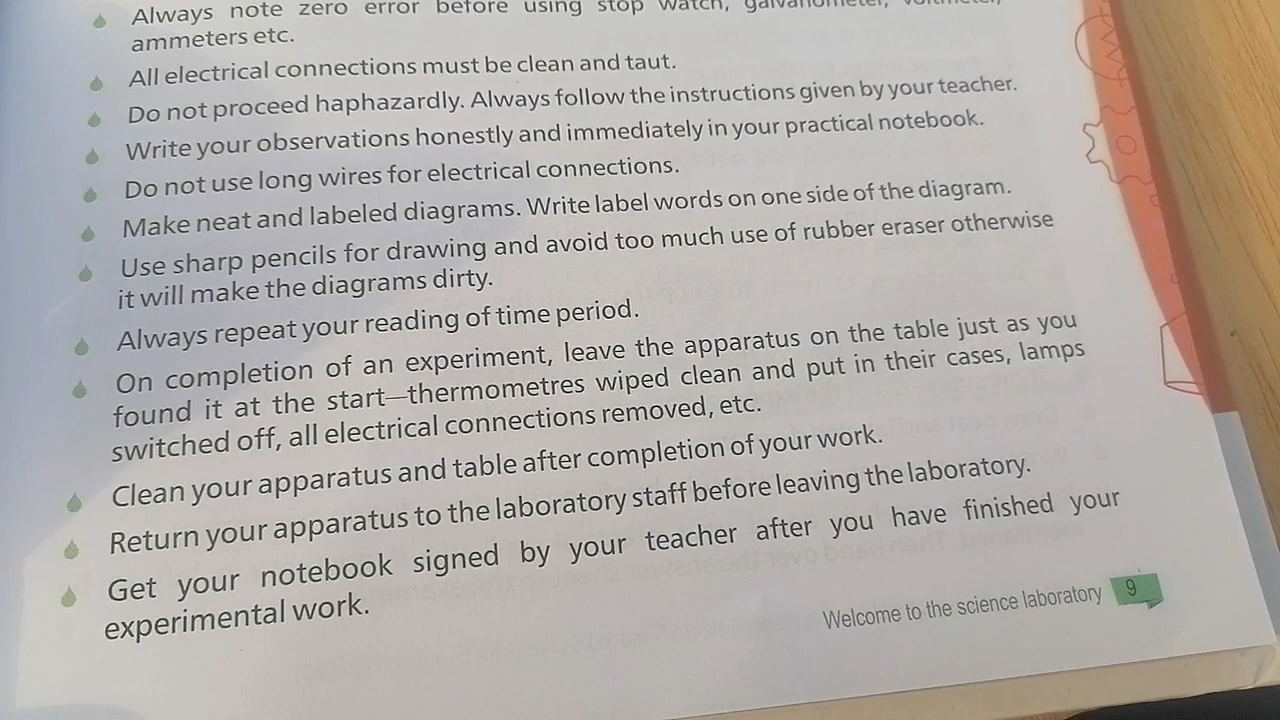 Always note zero error before using stop watch, galvanometer, voltmeter,
ammeters etc.
All electrical connections must be clean and taut.
Do not proceed haphazardly. Always follow the instructions given by your teacher.
Write your observations honestly and immediately in your practical notebook.
Do not use long wires for electrical connections.
Make neat and labeled diagrams. Write label words on one side of the diagram.
Use sharp pencils for drawing and avoid too much use of rubber eraser otherwise
it will make the diagrams dirty.
Always repeat your reading of time period.
On completion of an experiment, leave the apparatus on the table just as you
found it at the start—thermometres wiped clean and put in their cases, lamps
switched off, all electrical connections removed, etc.
Clean your apparatus and table after completion of your work.
Return your apparatus to the laboratory staff before leaving the laboratory.
Get your notebook signed by your teacher after you have finished your
experimental work.
Welcome to the science laboratory 9